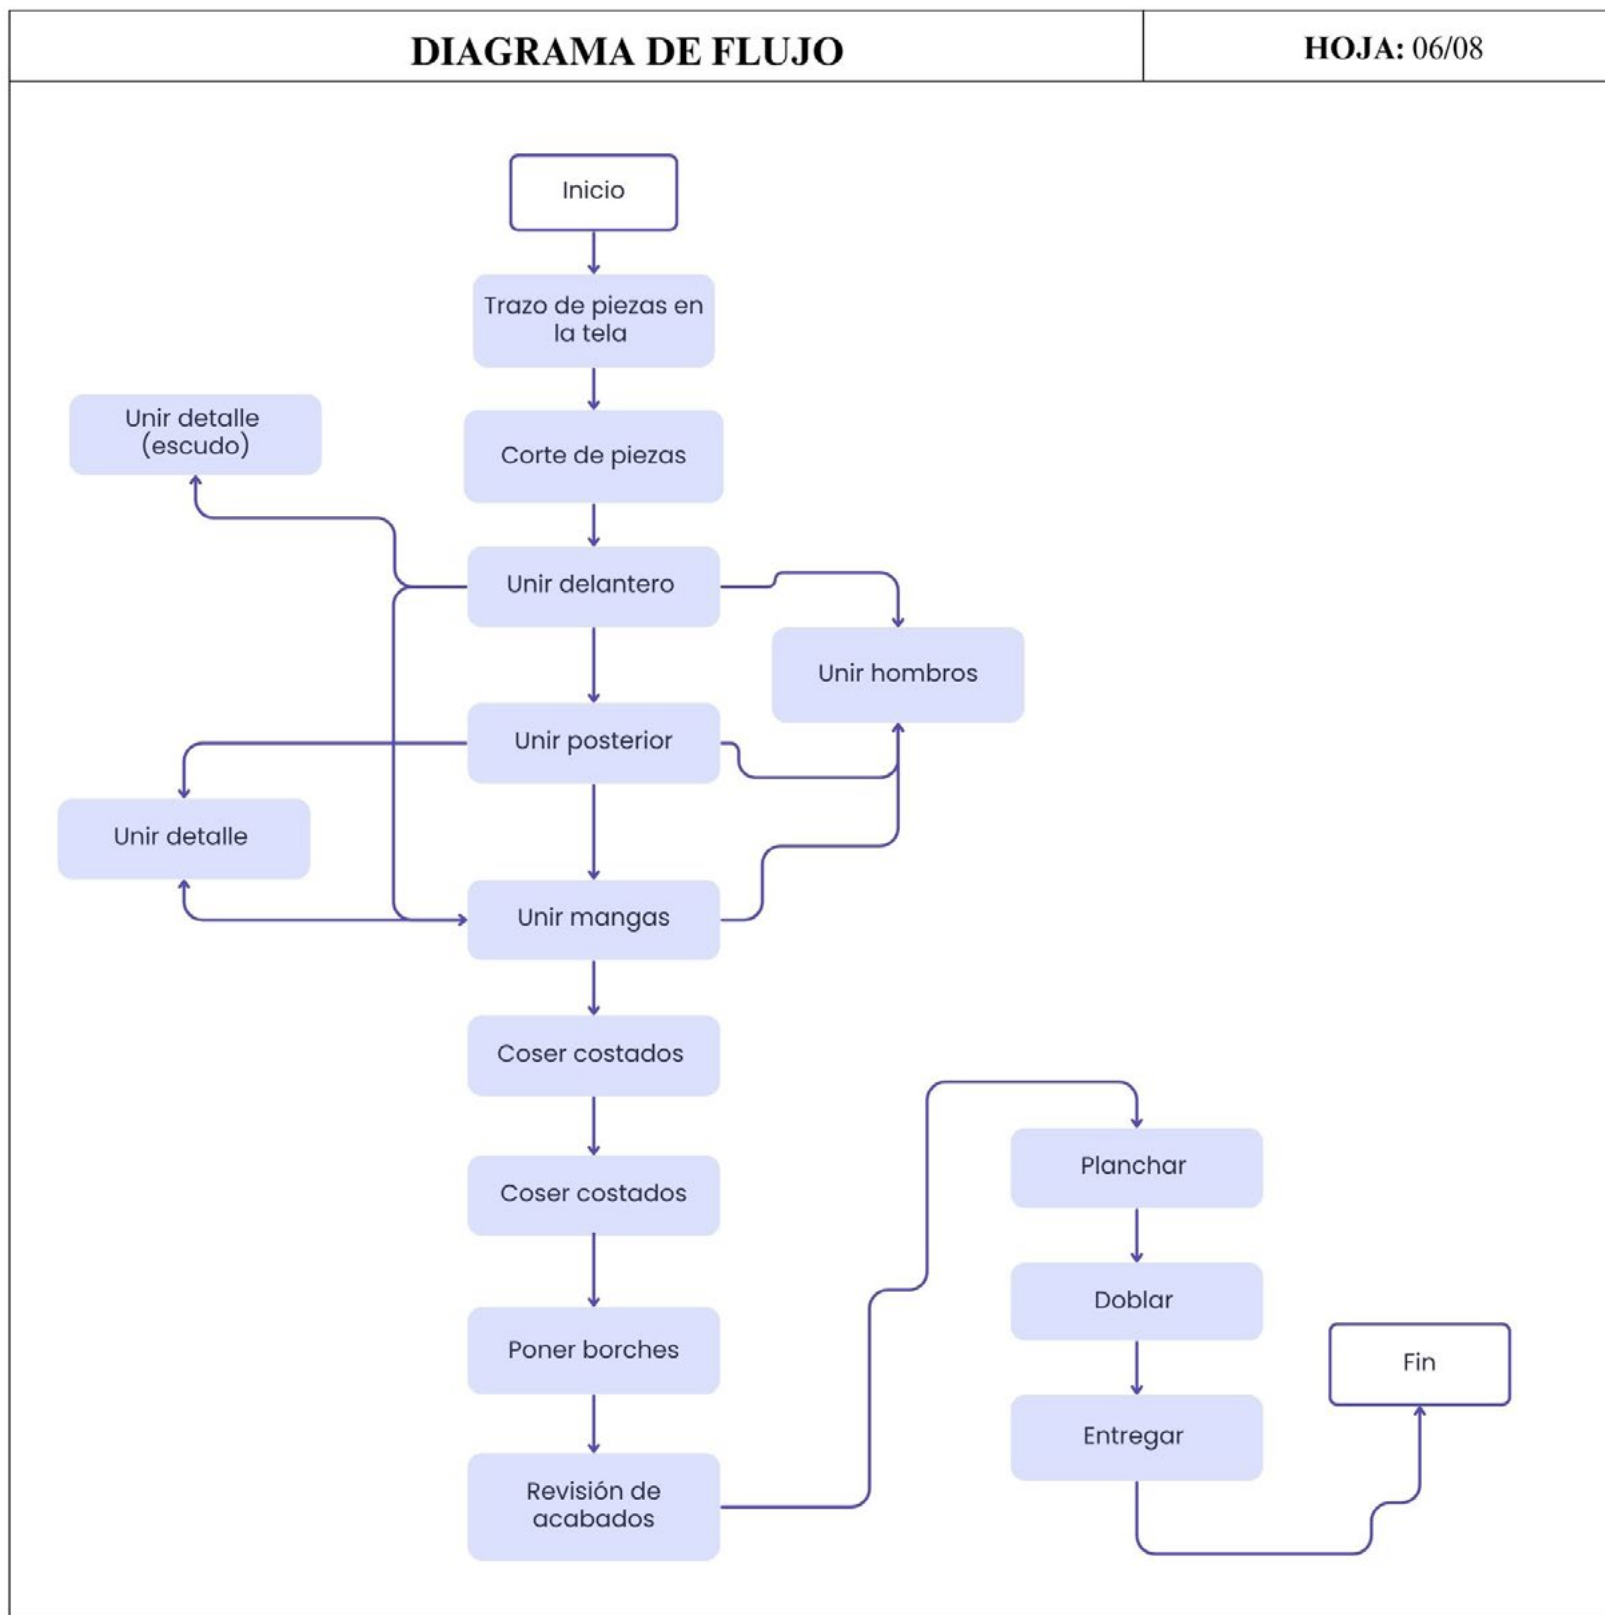 DIAGRAMA DE FLUJO
HOJA: 06/08
Inicio
Trazo de piezas en
la tela
Unir detalle
(escudo)
Corte de piezas
Unir delantero
Unir hombros
Unir posterior
Unir detalle
Unir mangas
Coser costados
Coser costados
Poner borches
Revisión de
acabados
Planchar
Doblar
Entregar
Fin